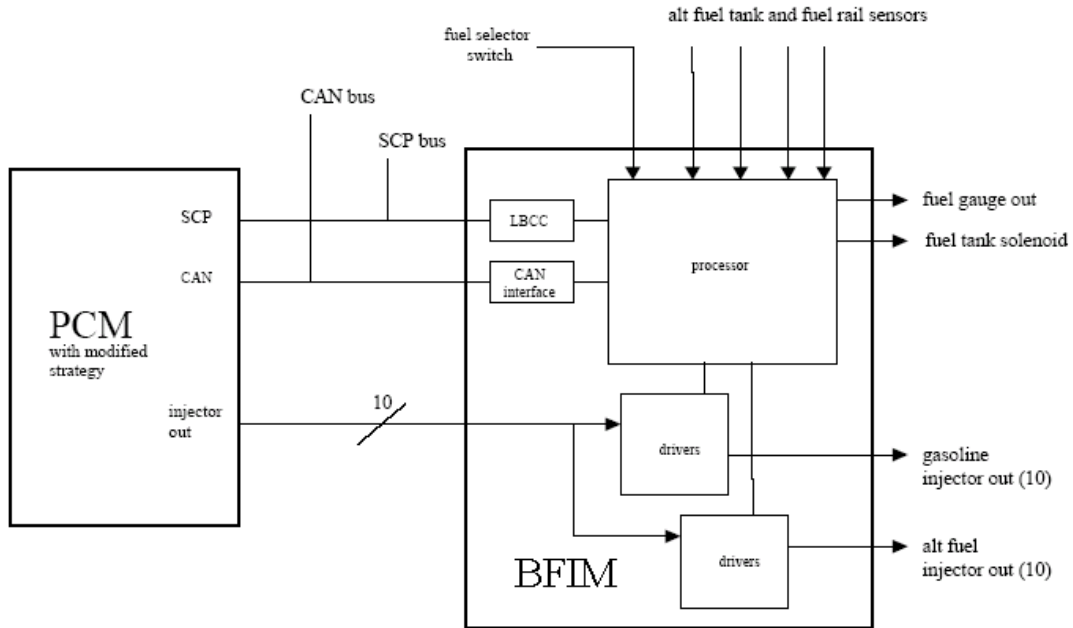 alt fuel tank and fuel rail sensors
fuel selector
switch
CAN bus
SCP bus
SCP
LBCC
fuel gauge out
fuel tank solenoid
processor
CAN
CAN
interface
PCM
with modified
strategy
injector
out
10
drivers
gasoline
injector out (10)
drivers
alt fuel
injector out (10)
BFIM